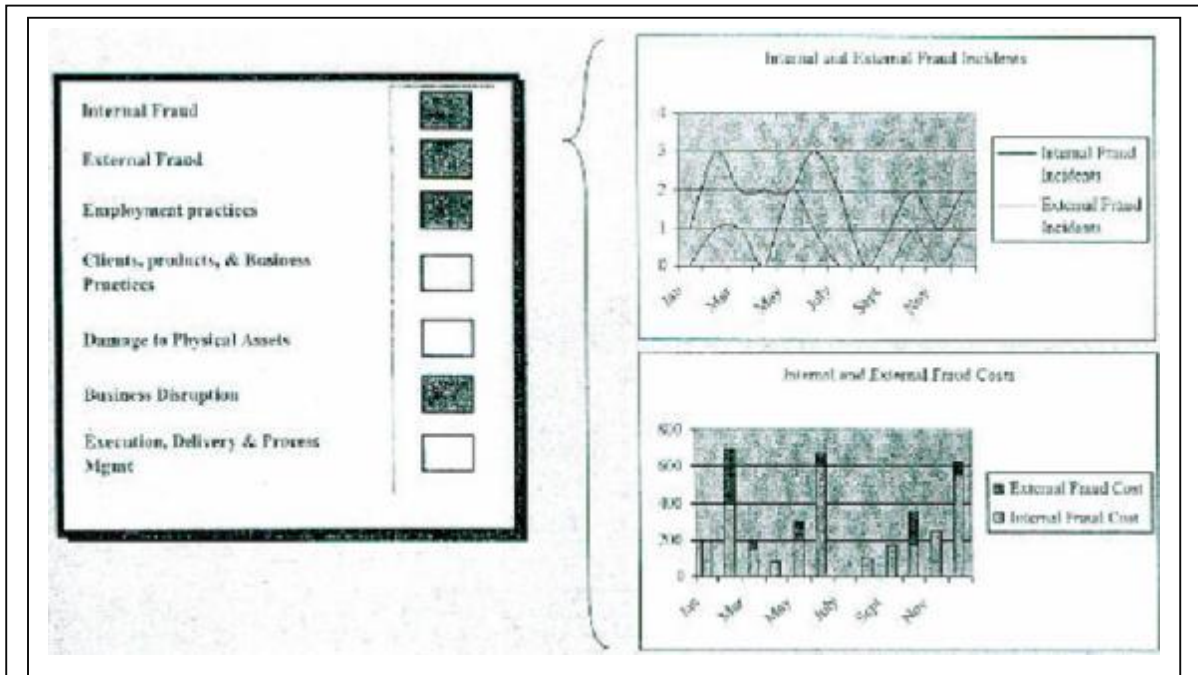 Internal Fraud
External Fraud
Employment practices
Clients, products, & Business
Practices
Damage to Physical Assets
Business Disruption
Execution, Delivery & Process
Mgmt
Internal and External Fraud Incidents
4
3
2
1
0
Jan
Mar
May
July
Sept
Nov
Internal Fraud
Incidents
External Fraud
Incidents
Internal and External Fraud Costs
800
600
400
200
0
Jan
Mar
May
July
Sept
Nov
External Fraud Cost
Internal Fraud Cost